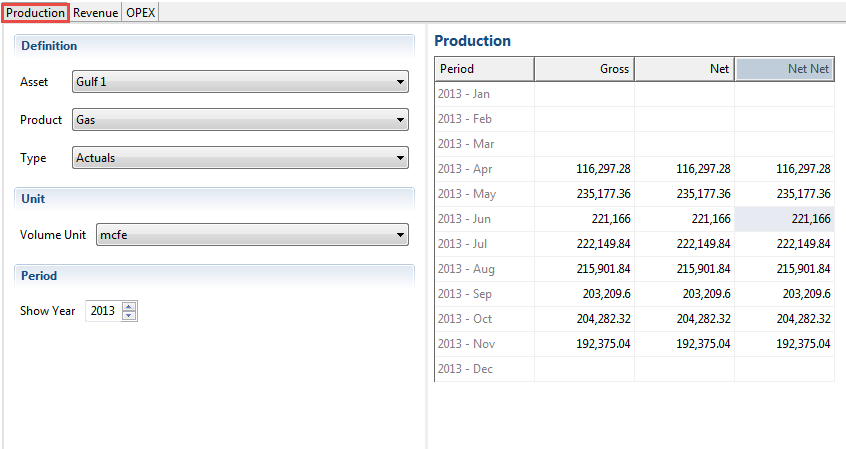 Production Revenue OPEX
Definition
Asset Gulf 1
Product Gas
Type Actuals
Unit
Volume Unit mcfe
Period
Show Year 2013
Production
Period Gross Net Net Net
2013 - Jan
2013 - Feb
2013 - Mar
2013 - Apr 116,297.28 116,297.28 116,297.28
2013 - May 235,177.36 235,177.36 235,177.36
2013 - Jun 221,166 221,166 221,166
2013 - Jul 222,149.84 222,149.84 222,149.84
2013 - Aug 215,901.84 215,901.84 215,901.84
2013 - Sep 203,209.6 203,209.6 203,209.6
2013 - Oct 204,282.32 204,282.32 204,282.32
2013 - Nov 192,375.04 192,375.04 192,375.04
2013 - Dec